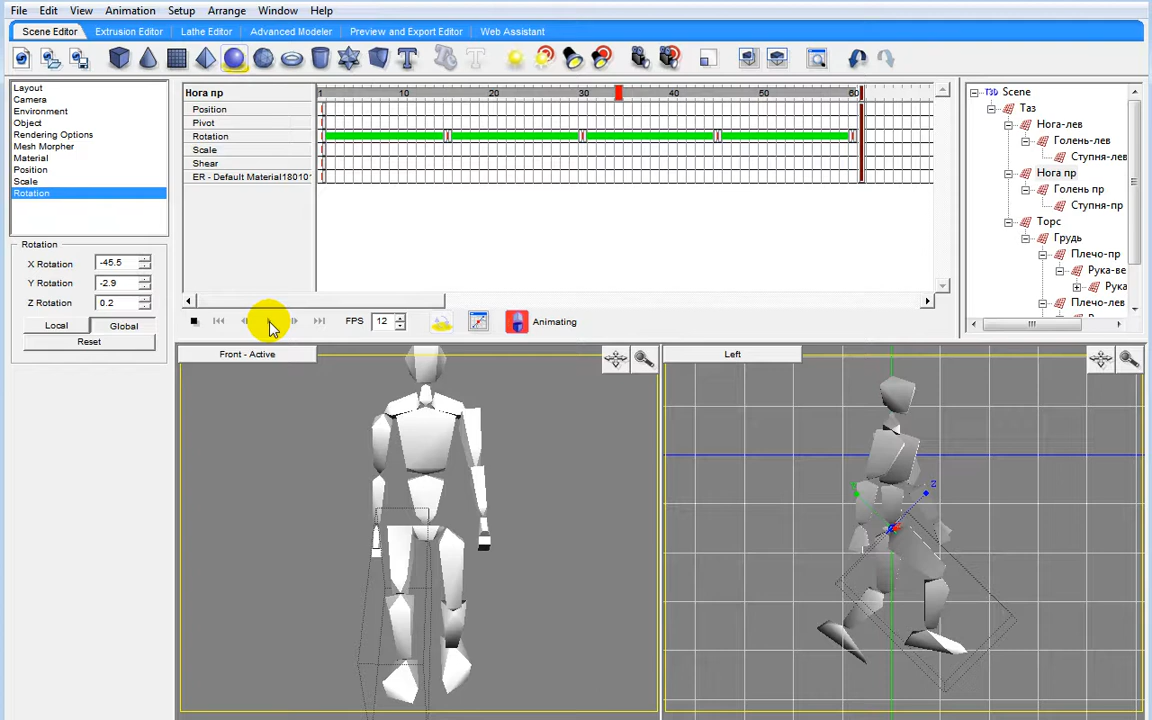 File Edit View Animation Setup Arrange Window Help
Scene Editor Extrusion Editor Lathe Editor Advanced Modeler Preview and Export Editor Web Assistant
Layout
Camera
Environment
Object
Rendering Options
Mesh Morpher
Material
Position
Scale
Rotation
Rotation
X Rotation -45.5
Y Rotation -2.9
Z Rotation 0.2
Local Global
Reset
Нога пр 1 10 20 30 40 50 60
Position
Pivot
Rotation
Scale
Shear
ER - Default Material180101
FPS 12 Animating
Scene
Таз
Нога-лев
Голень-лев
Ступня-лев
Нога пр
Голень пр
Ступня-пр
Торс
Грудь
Плечо-пр
Рука-ве
Рука
Плечо-лев
Front - Active
Left
Z